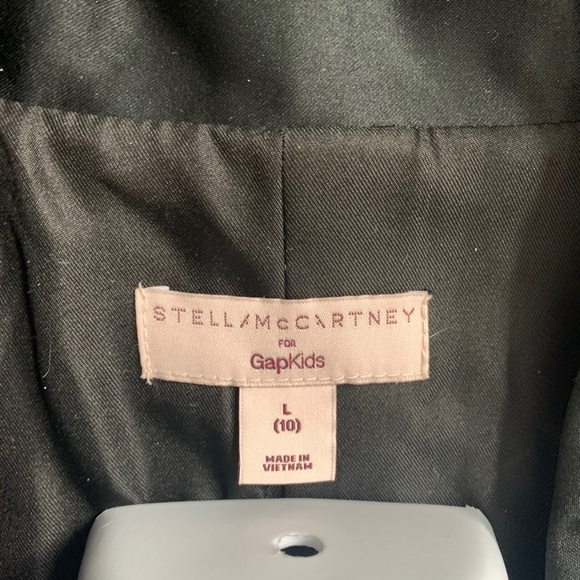 STELLA McCARTNEY
FOR
GapKids
L
(10)
MADE IN
VIETNAM